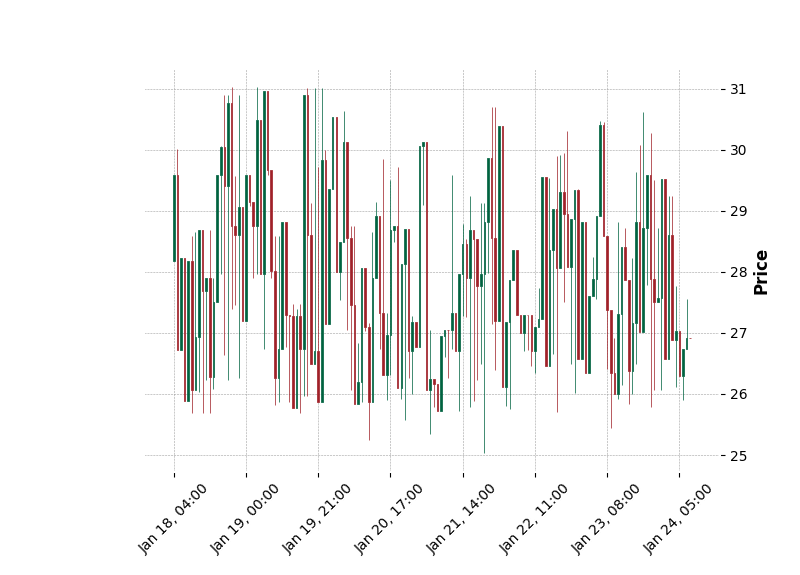 31
30
29
28
27
26
25
Price
Jan 18, 04:00
Jan 19, 00:00
Jan 19, 21:00
Jan 20, 17:00
Jan 21, 14:00
Jan 22, 11:00
Jan 23, 08:00
Jan 24, 05:00